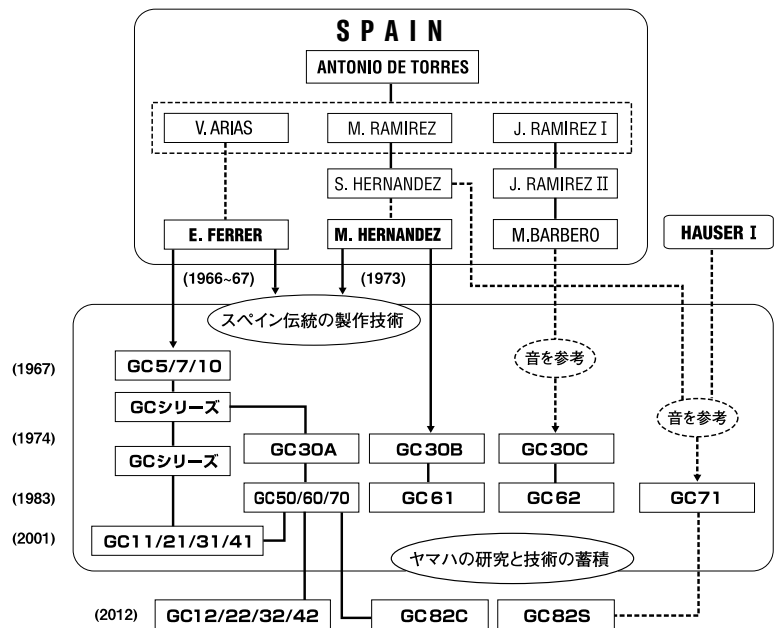 SPAIN
ANTONIO DE TORRES
V. ARIAS
M. RAMIREZ
J. RAMIREZ I
S. HERNANDEZ
J. RAMIREZ II
E. FERRER
M. HERNANDEZ
M.BARBERO
HAUSER I
(1966~67)
(1973)
スペイン伝統の製作技術
(1967)
GC5/7/10
音を参考
GCシリーズ
音を参考
(1974)
GCシリーズ
GC30A
GC30B
GC30C
(1983)
GC50/60/70
GC61
GC62
GC71
(2001)
GC11/21/31/41
ヤマハの研究と技術の蓄積
(2012)
GC12/22/32/42
GC82C
GC82S